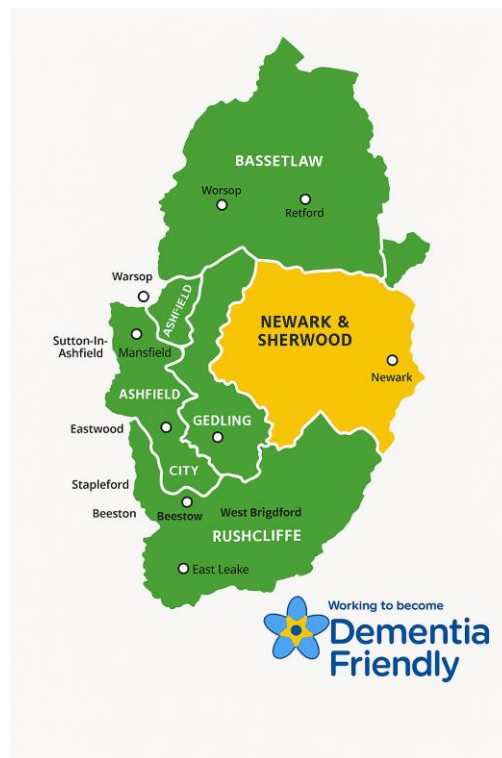 BASSETLAW
Worsop
Retford
Warsop
ASHFIELD
NEWARK &
SHERWOOD
Sutton-In-
Ashfield
Mansfield
Newark
ASHFIELD
GEDLING
Eastwood
CITY
Stapleford
Beeston
Beestow
West Brigdford
RUSHCLIFFE
East Leake
Working to become
Dementia
Friendly